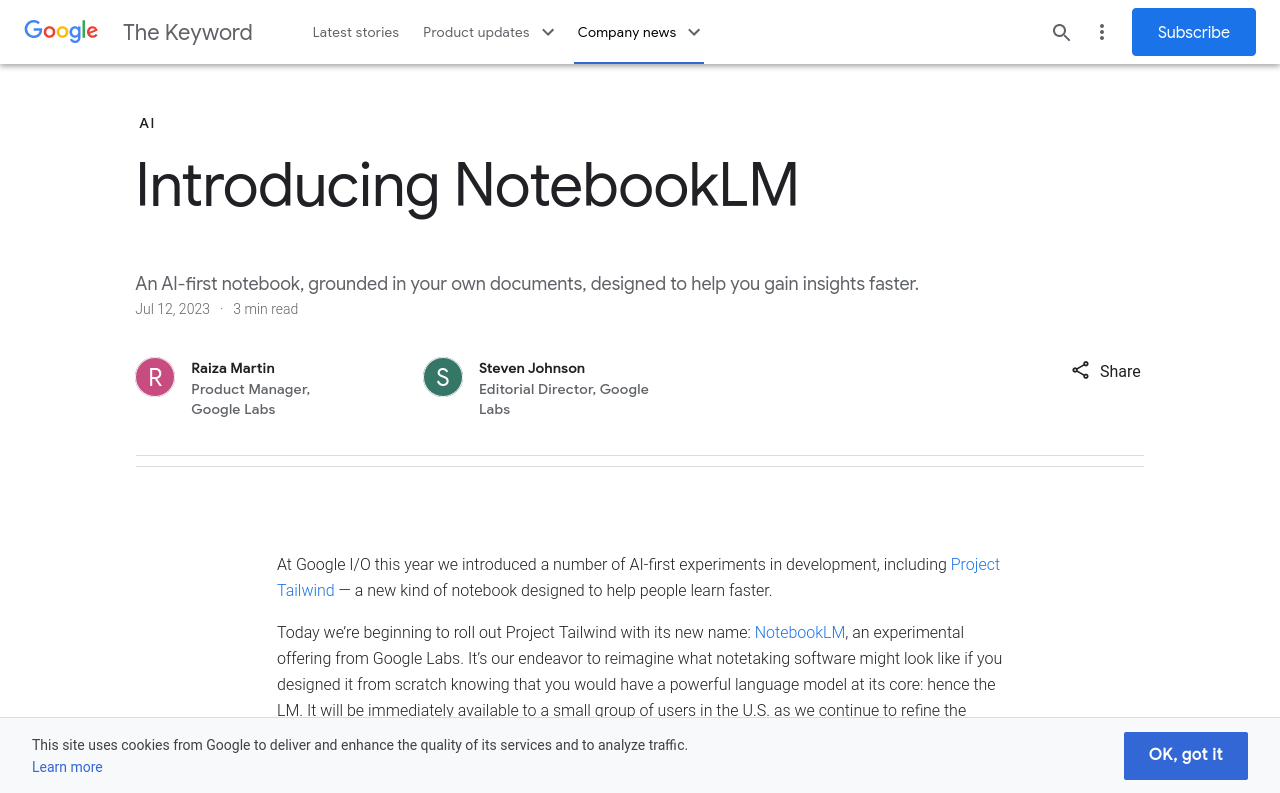 Google The Keyword Latest stories Product updates Company news Subscribe
AI
Introducing NotebookLM
An AI-first notebook, grounded in your own documents, designed to help you gain insights faster.
Jul 12, 2023 · 3 min read
R
Raiza Martin
Product Manager,
Google Labs
S
Steven Johnson
Editorial Director, Google
Labs
Share
At Google I/O this year we introduced a number of AI-first experiments in development, including Project
Tailwind — a new kind of notebook designed to help people learn faster.
Today we’re beginning to roll out Project Tailwind with its new name: NotebookLM, an experimental
offering from Google Labs. It’s our endeavor to reimagine what notetaking software might look like if you
designed it from scratch knowing that you would have a powerful language model at its core: hence the
LM. It will be immediately available to a small group of users in the U.S. as we continue to refine the
This site uses cookies from Google to deliver and enhance the quality of its services and to analyze traffic.
Learn more
OK, got it